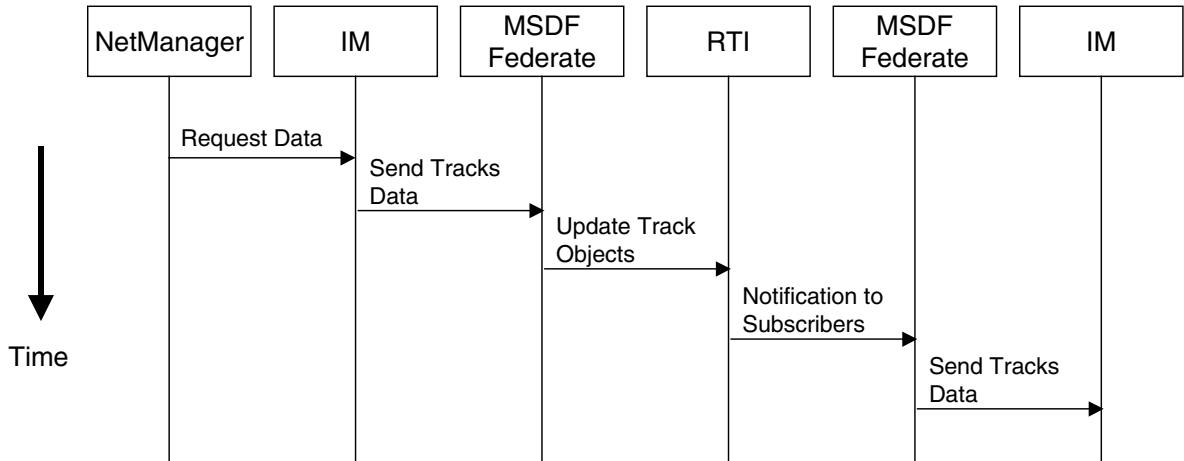 NetManager
IM
MSDF
Federate
RTI
MSDF
Federate
IM
Request Data
Send Tracks
Data
Update Track
Objects
Notification to
Subscribers
Time
Send Tracks
Data